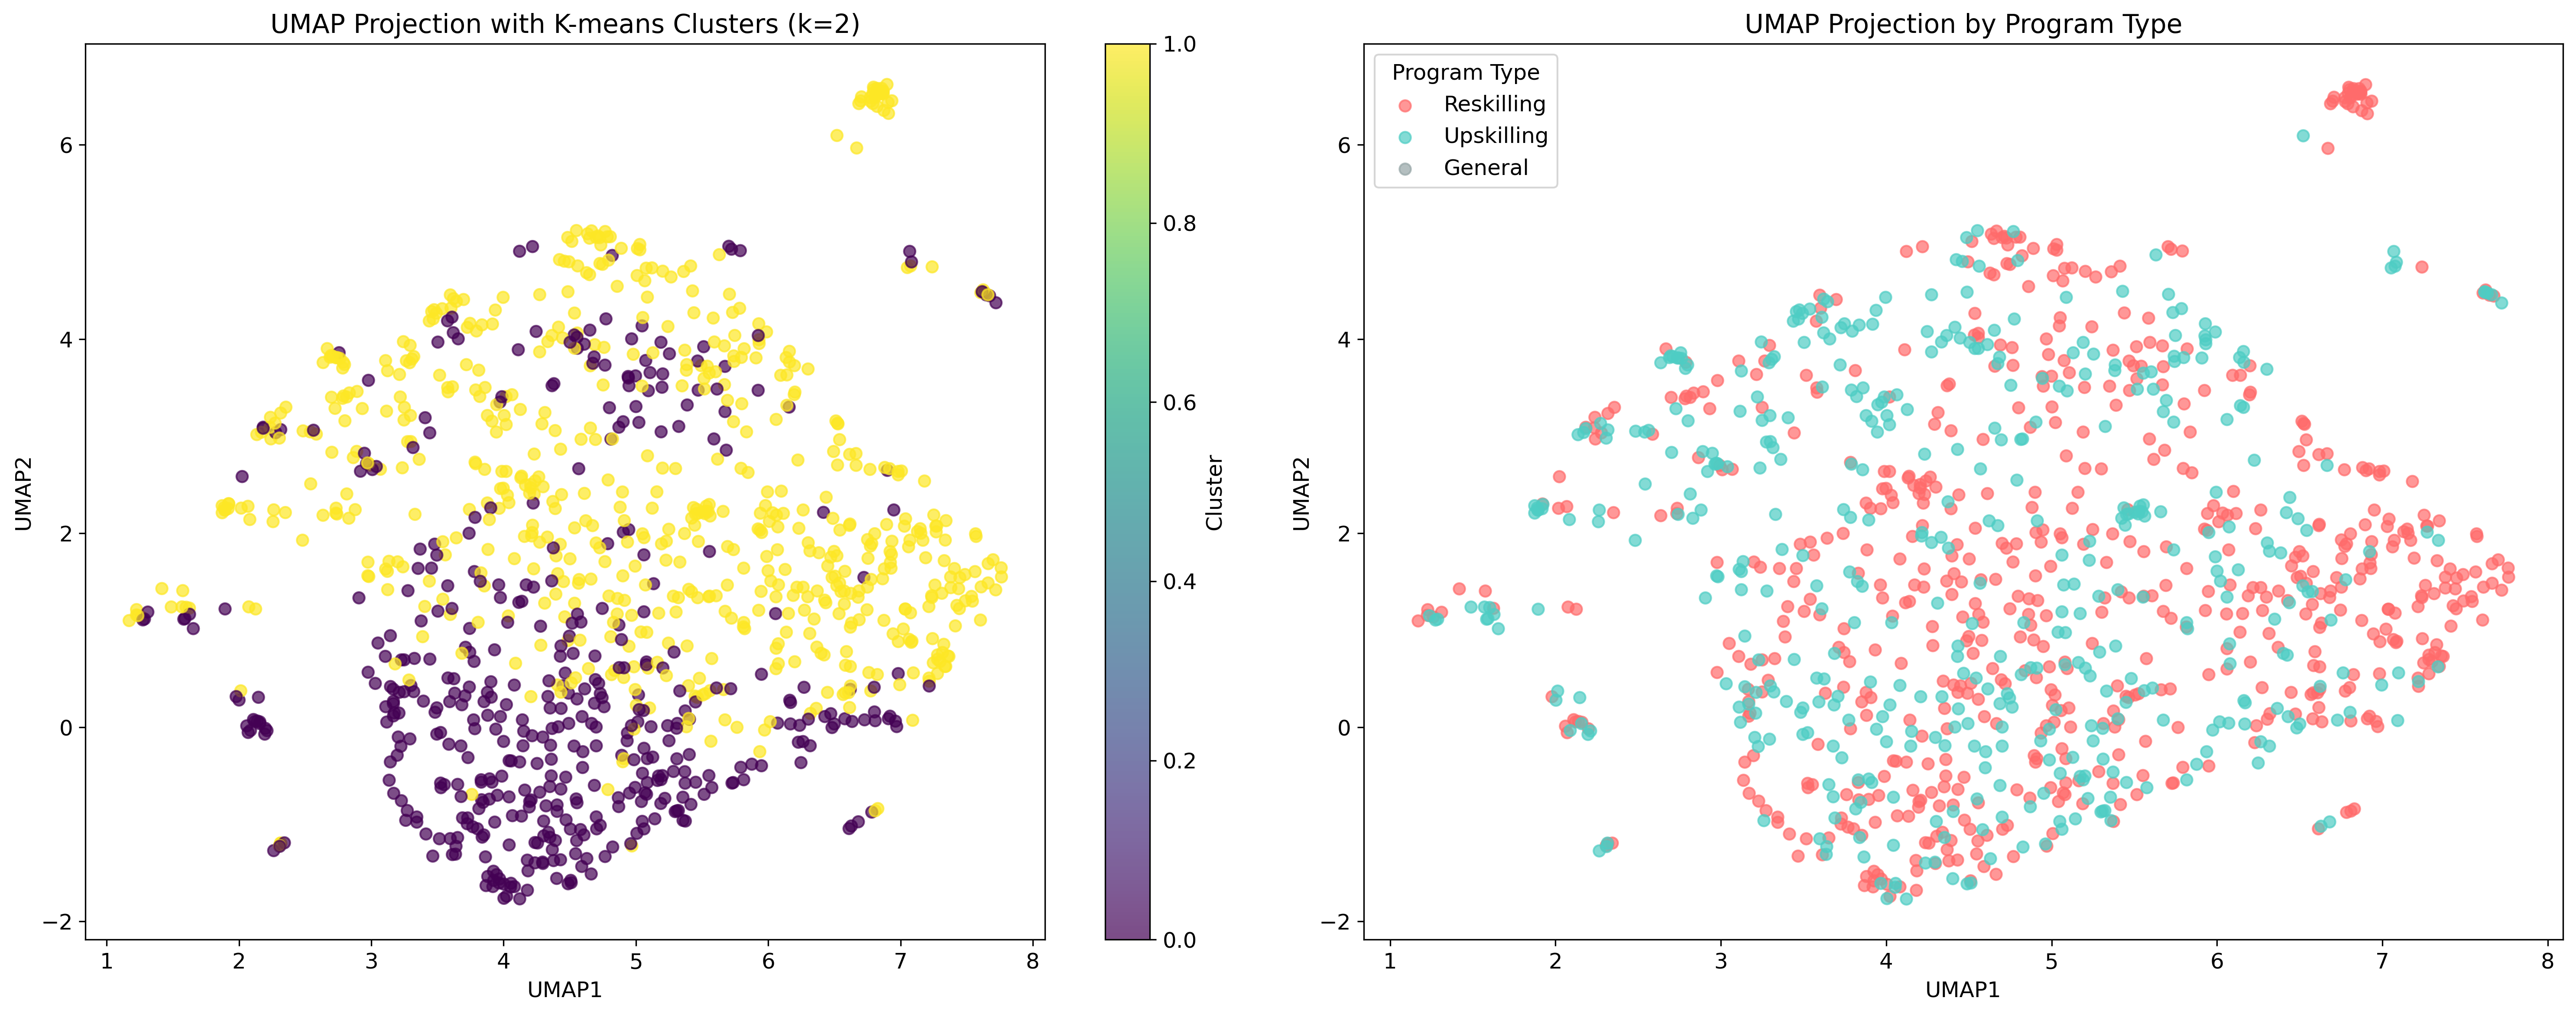 UMAP Projection with K-means Clusters (k=2)
6
4
2
0
−2
UMAP2
1 2 3 4 5 6 7 8
UMAP1
1.0
0.8
0.6
0.4
0.2
0.0
Cluster
UMAP Projection by Program Type
Program Type
Reskilling
Upskilling
General
6
4
2
0
−2
UMAP2
1 2 3 4 5 6 7 8
UMAP1